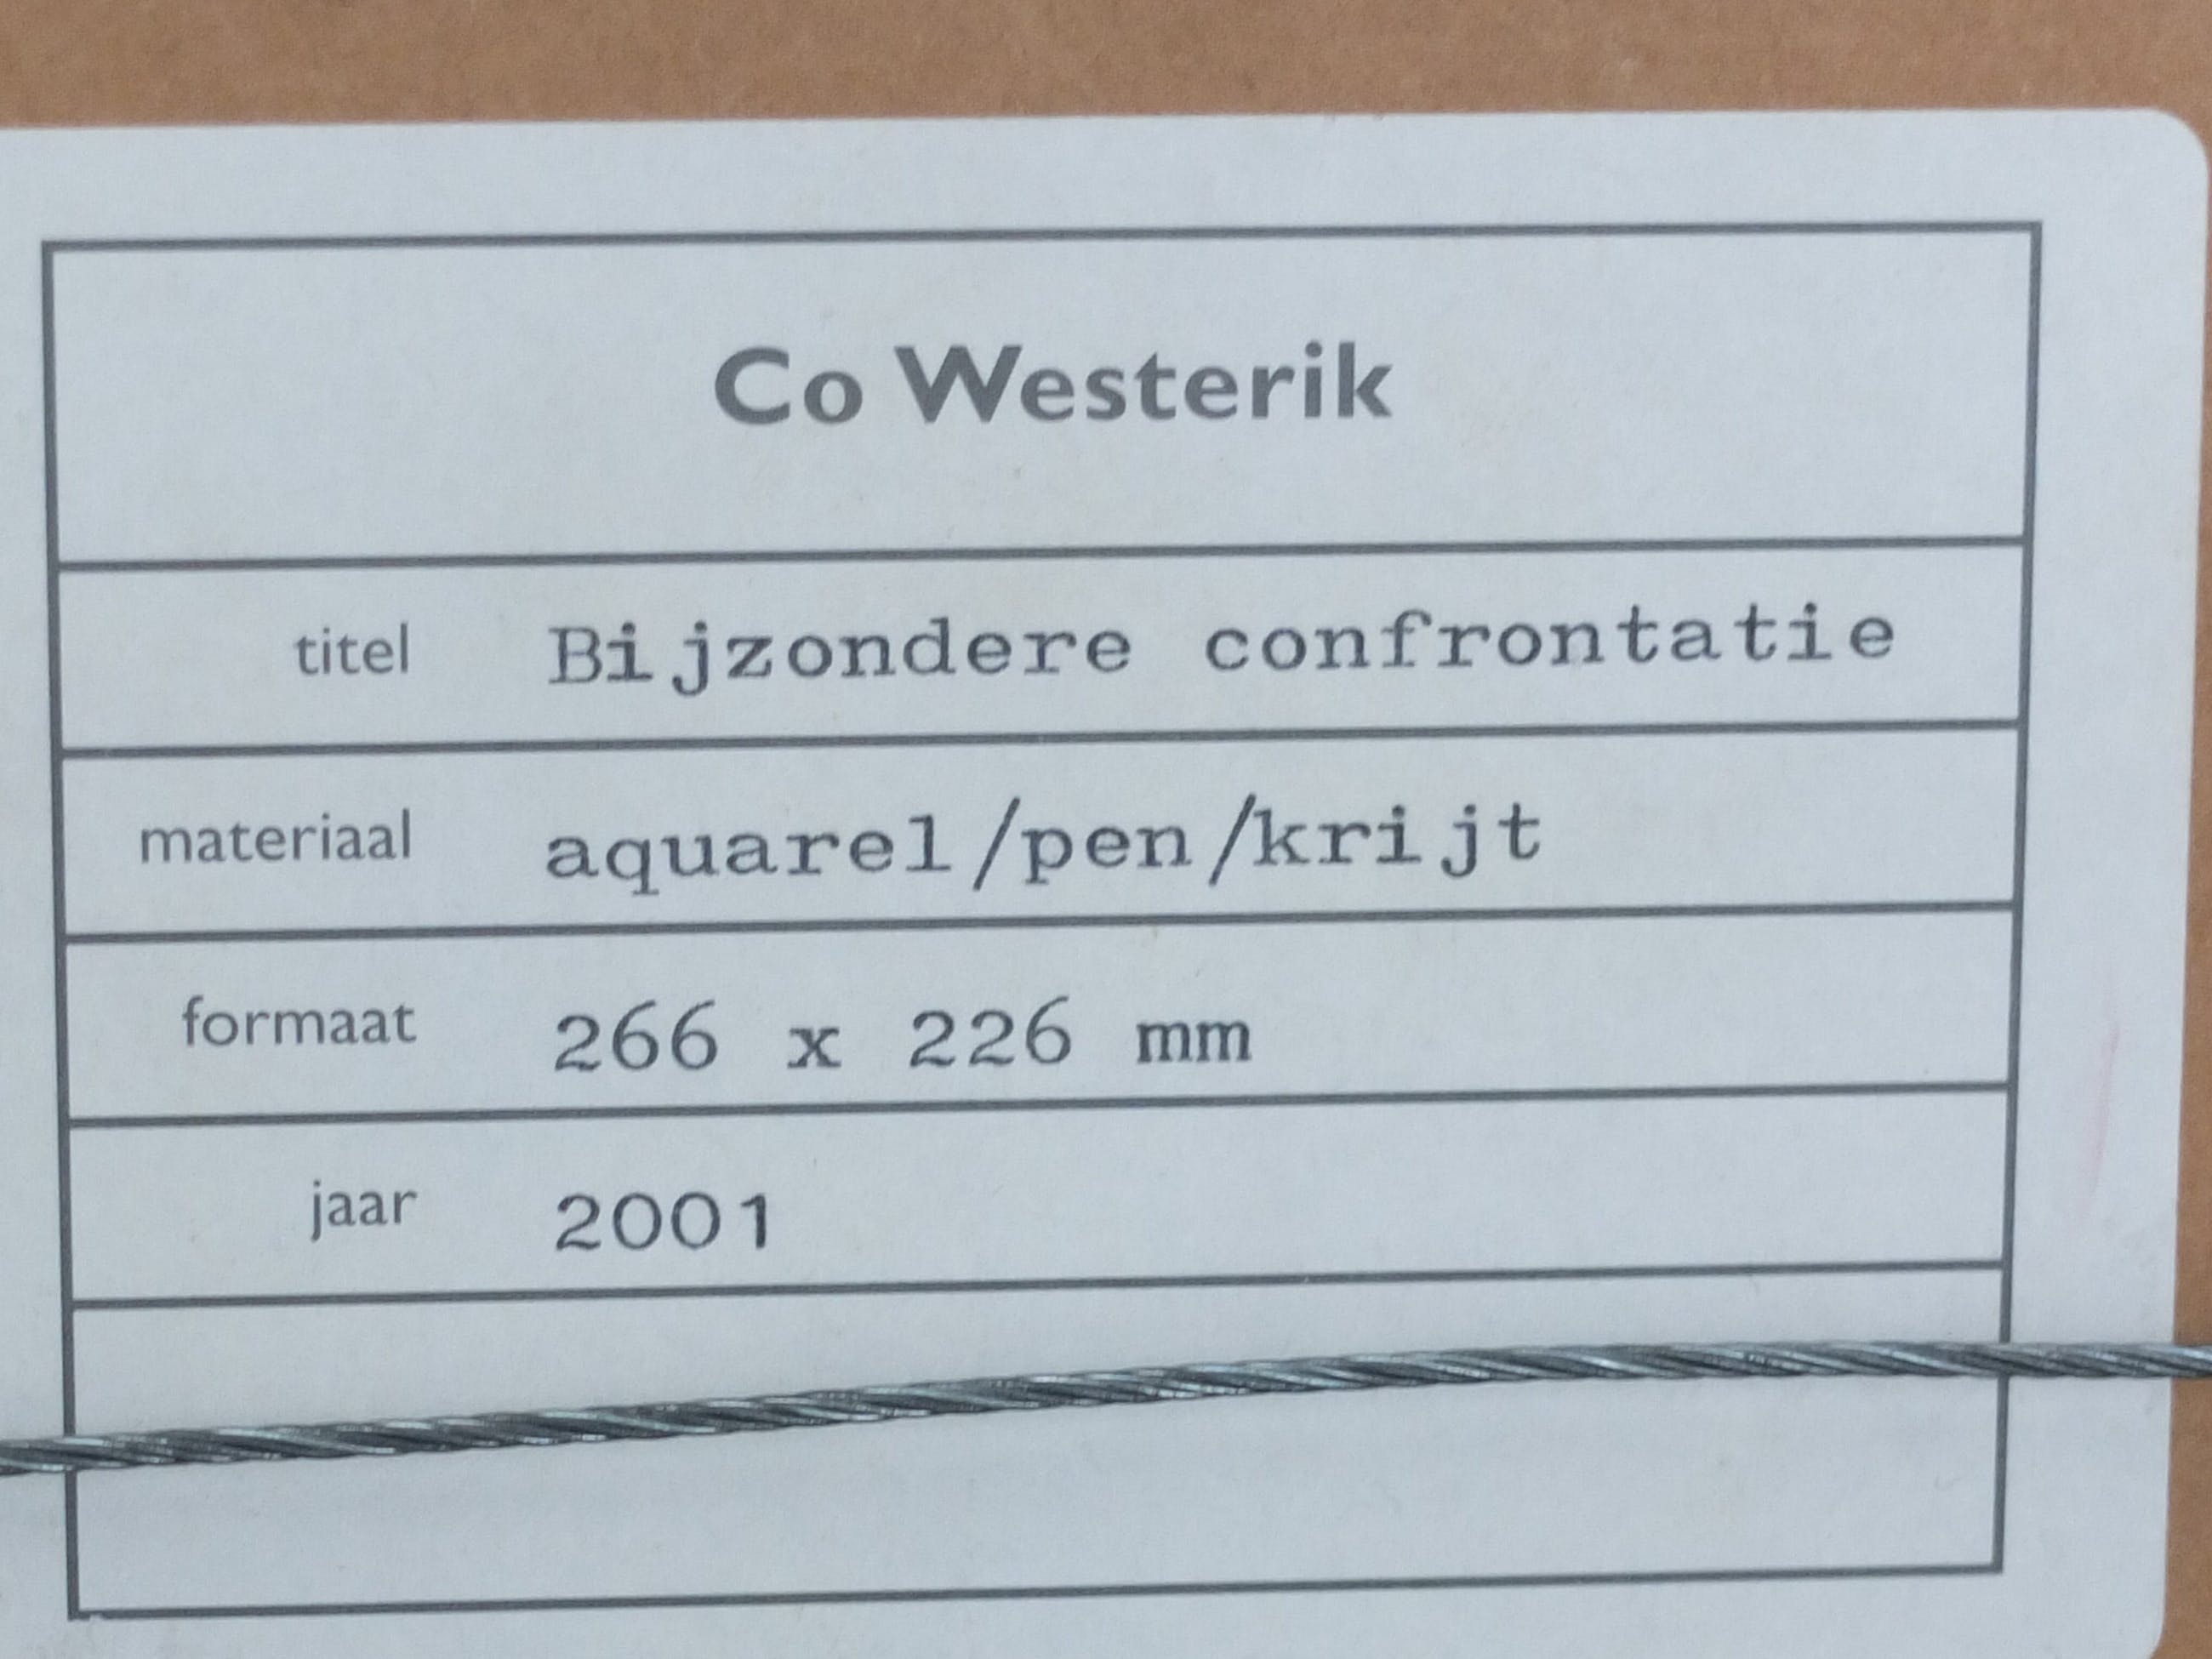 Co Westerik
titel Bijzondere confrontatie
materiaal aquarel/pen/krijt
formaat 266 x 226 mm
jaar 2001